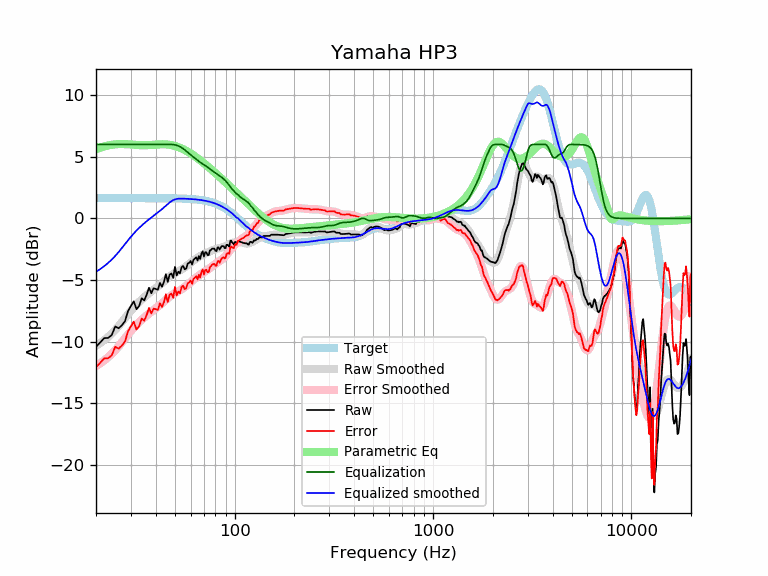 Yamaha HP3
10
5
0
−5
−10
−15
−20
Amplitude (dBr)
Target
Raw Smoothed
Error Smoothed
Raw
Error
Parametric Eq
Equalization
Equalized smoothed
100
1000
10000
Frequency (Hz)